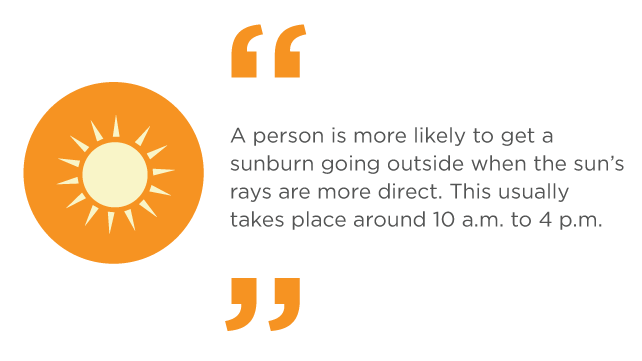 A person is more likely to get a
sunburn going outside when the sun’s
rays are more direct. This usually
takes place around 10 a.m. to 4 p.m.